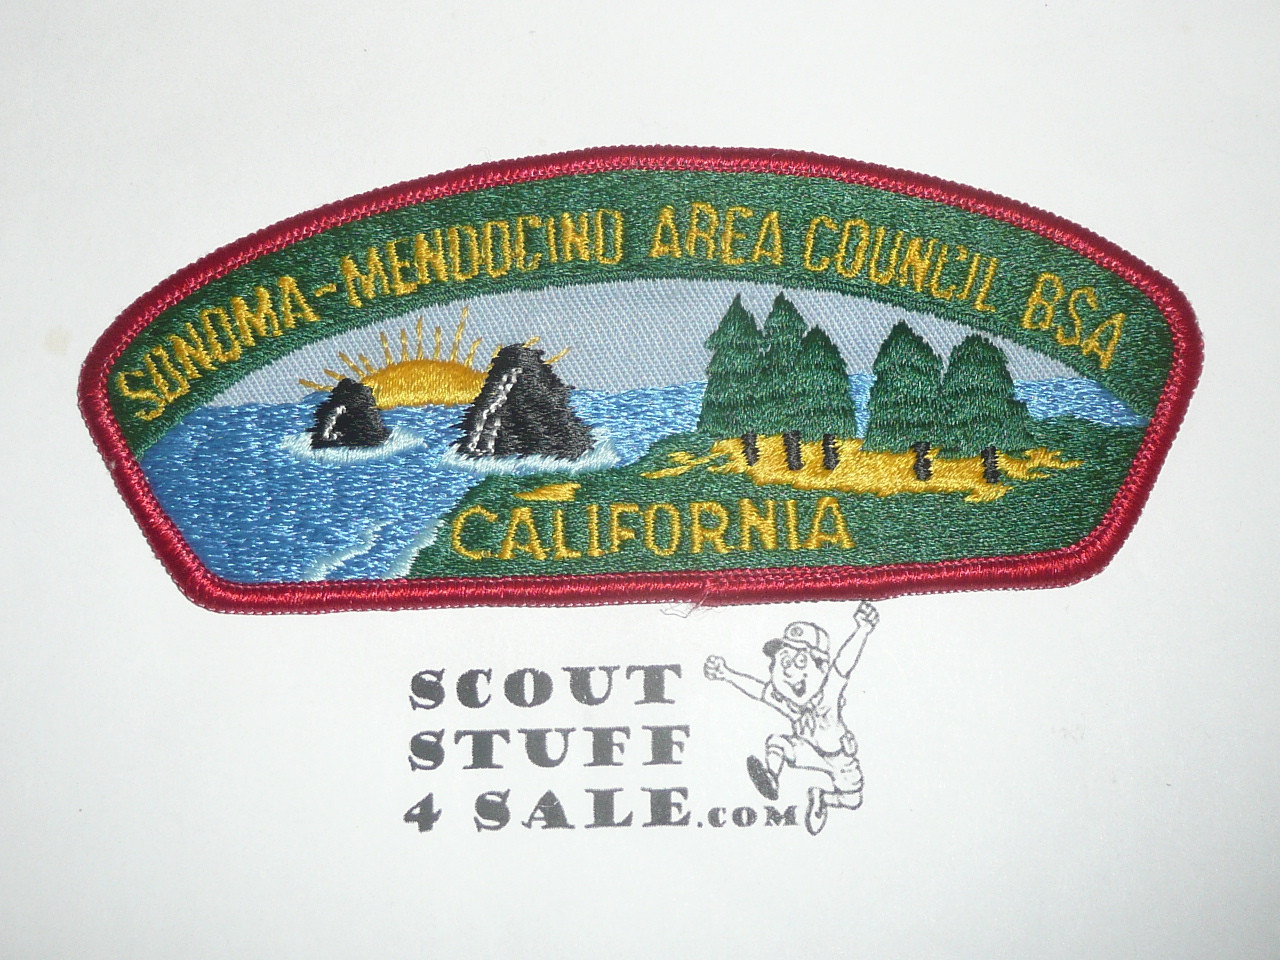 SONOMA-MENDOCINO AREA COUNCIL BSA
CALIFORNIA
SCOUT
STUFF
4 SALE.COM